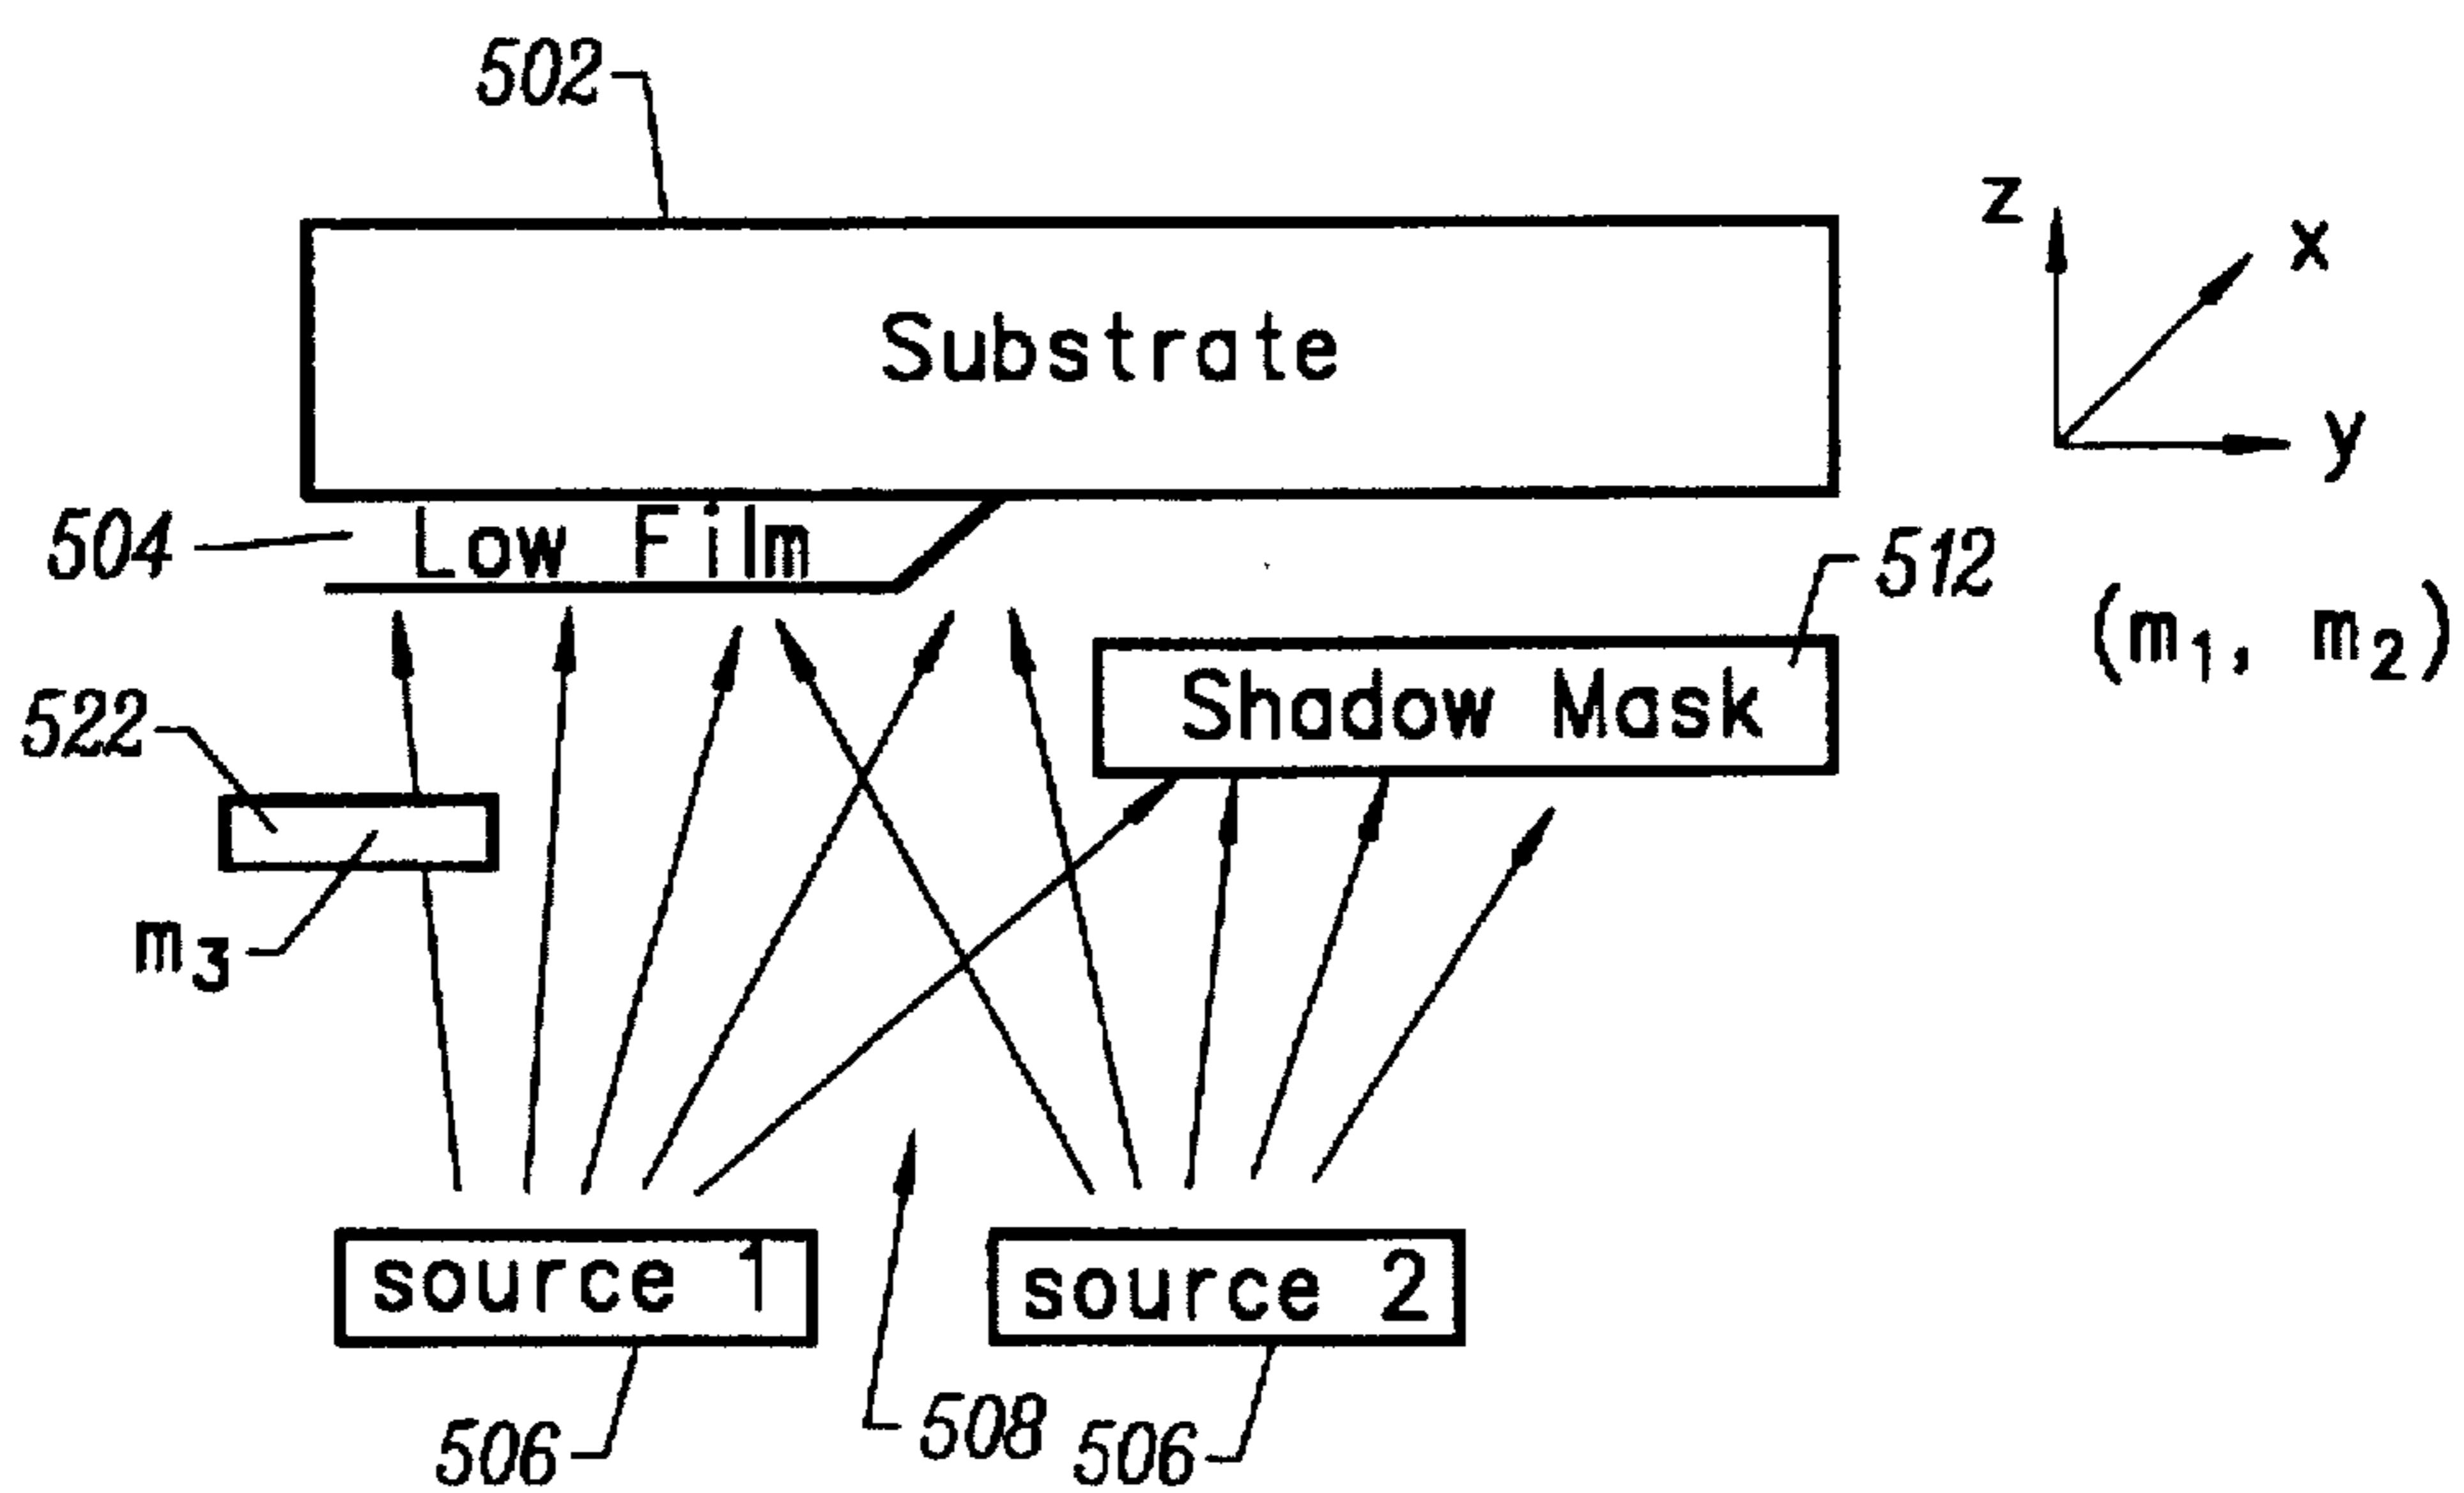 502
Substrate
z
x
y
504
Low Film
512
(m1, m2)
Shadow Mask
522
m3
source 1
source 2
506
508
506